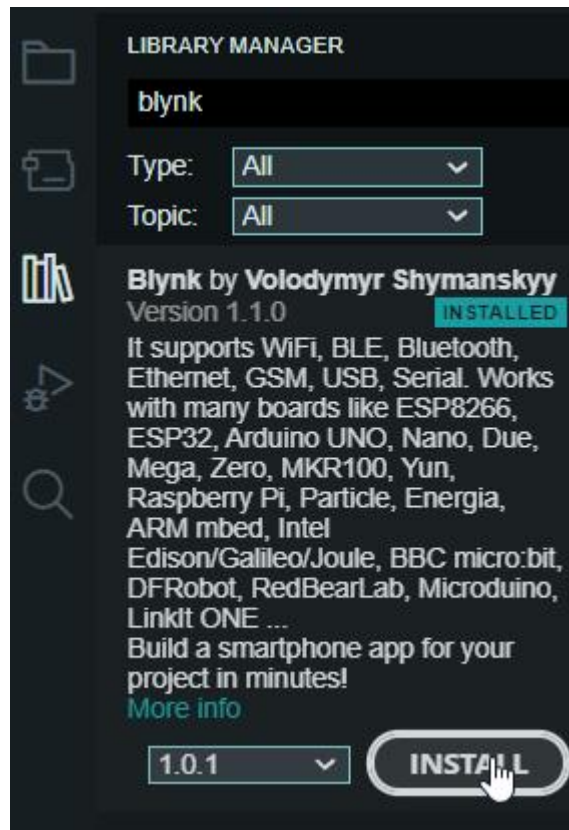 LIBRARY MANAGER
blynk
Type: All
Topic: All
Blynk by Volodymyr Shymanskyy
Version 1.1.0 INSTALLED
It supports WiFi, BLE, Bluetooth,
Ethernet, GSM, USB, Serial. Works
with many boards like ESP8266,
ESP32, Arduino UNO, Nano, Due,
Mega, Zero, MKR100, Yun,
Raspberry Pi, Particle, Energia,
ARM mbed, Intel
Edison/Galileo/Joule, BBC micro:bit,
DFRobot, RedBearLab, Microduino,
LinkIt ONE ...
Build a smartphone app for your
project in minutes!
More info
1.0.1 INSTALL